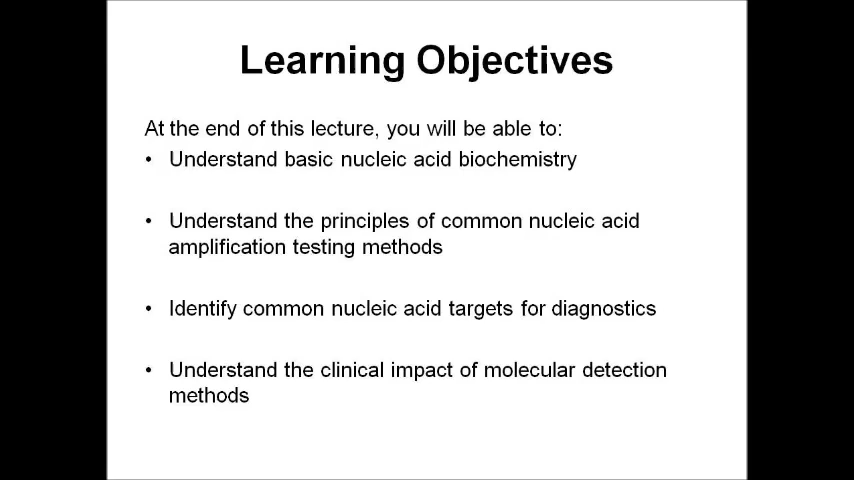 Learning Objectives
At the end of this lecture, you will be able to:
• Understand basic nucleic acid biochemistry
• Understand the principles of common nucleic acid
amplification testing methods
• Identify common nucleic acid targets for diagnostics
• Understand the clinical impact of molecular detection
methods